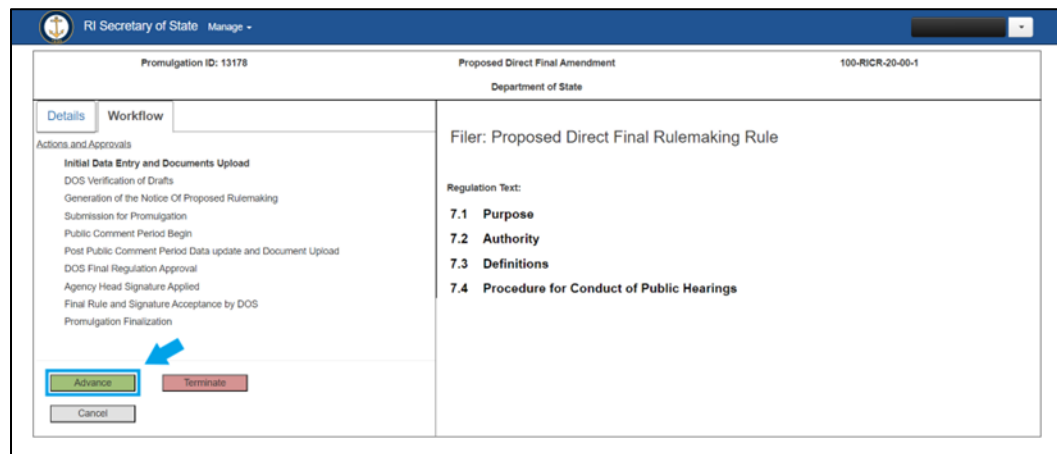 RI Secretary of State Manage
Promulgation ID: 13178
Proposed Direct Final Amendment
100-RICR-20-00-1
Department of State
Details
Workflow
Actions and Approvals
Initial Data Entry and Documents Upload
DOS Verification of Drafts
Generation of the Notice Of Proposed Rulemaking
Submission for Promulgation
Public Comment Period Begin
Post Public Comment Period Data update and Document Upload
DOS Final Regulation Approval
Agency Head Signature Applied
Final Rule and Signature Acceptance by DOS
Promulgation Finalization
Advance
Terminate
Cancel
Filer: Proposed Direct Final Rulemaking Rule
Regulation Text:
7.1 Purpose
7.2 Authority
7.3 Definitions
7.4 Procedure for Conduct of Public Hearings